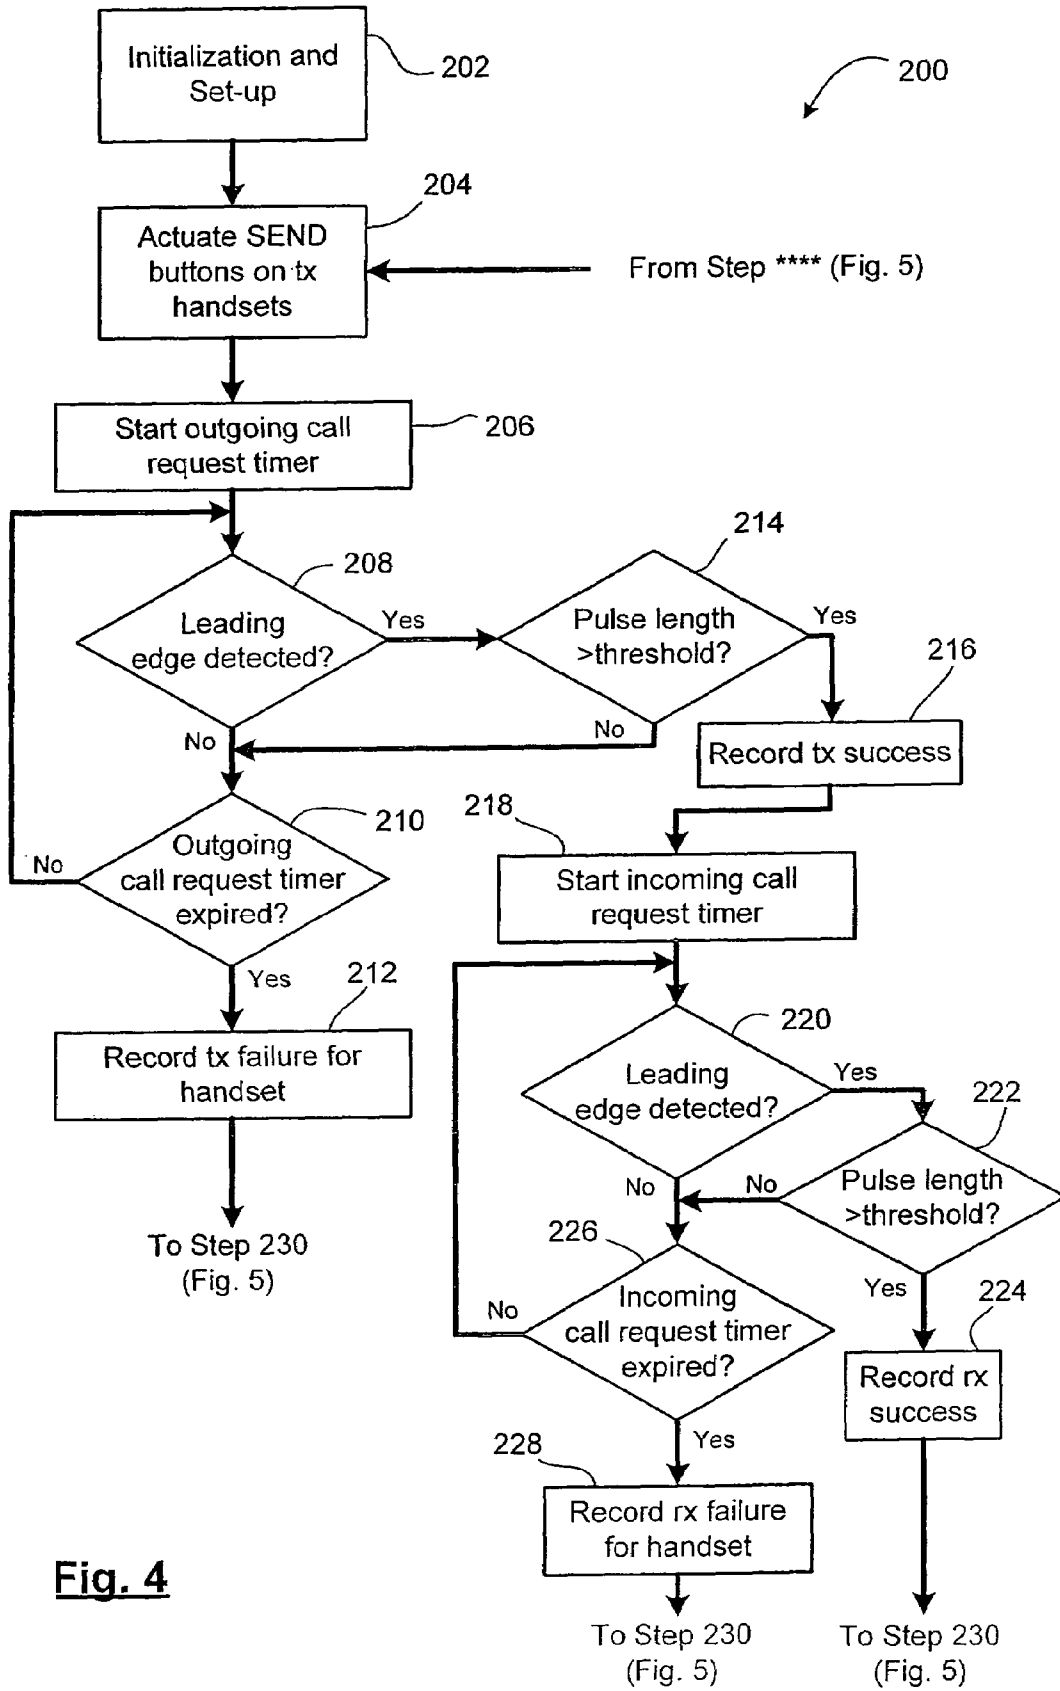 Initialization and
Set-up
202
200
204
Actuate SEND
buttons on tx
handsets
From Step **** (Fig. 5)
Start outgoing call
request timer
206
208
Leading
edge detected?
Yes
No
214
Pulse length
>threshold?
Yes
No
216
Record tx success
210
Outgoing
call request timer
expired?
No
Yes
218
Start incoming call
request timer
212
Record tx failure for
handset
To Step 230
(Fig. 5)
220
Leading
edge detected?
Yes
No
222
Pulse length
>threshold?
No
Yes
226
Incoming
call request timer
expired?
No
Yes
224
Record rx
success
228
Record rx failure
for handset
To Step 230
(Fig. 5)
To Step 230
(Fig. 5)
Fig. 4